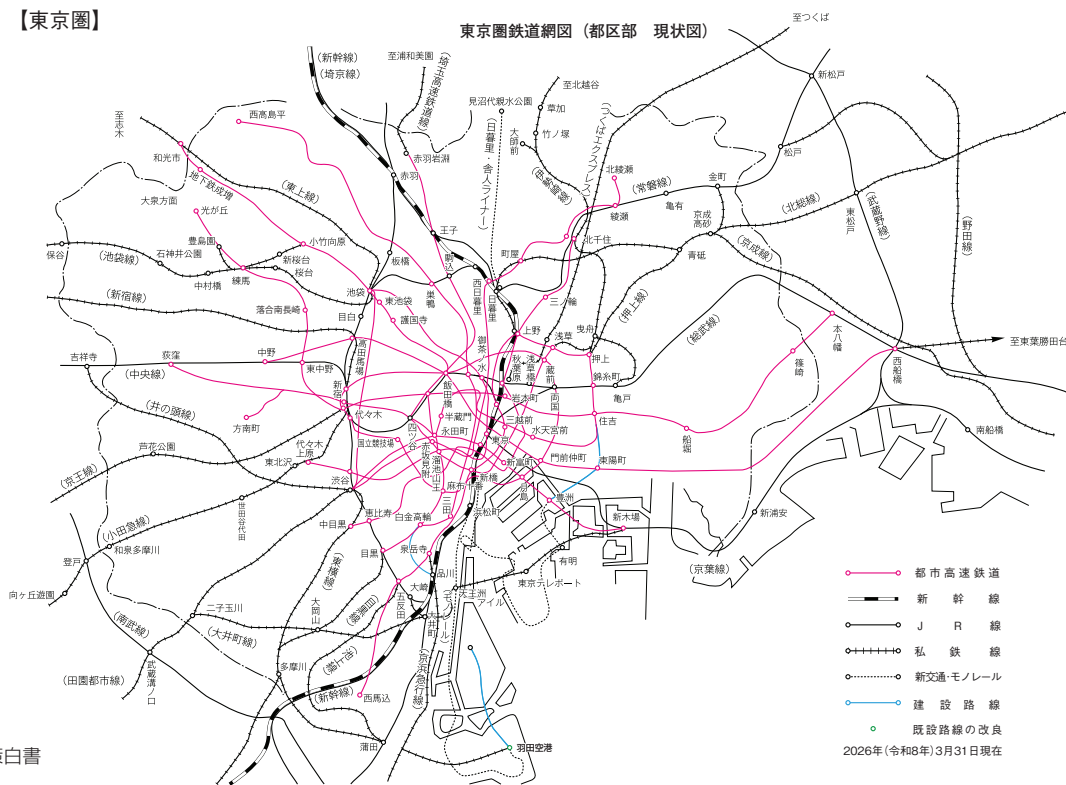 【東京圏】
東京圏鉄道網図（都区部　現状図）
至つくば
(新幹線)
(埼京線)
至浦和美園
(埼玉高速鉄道線)
至北越谷
新松戸
見沼代親水公園
草加
(つくばエクスプレス)
西高島平
至志木
(日暮里・舎人ライナー)
大師前
竹ノ塚
松戸
和光市
赤羽岩淵
赤羽
地下鉄成増
(東上線)
北綾瀬
(常磐線)
金町
大泉方面
光が丘
綾瀬
亀有
(北総線)
京成高砂
東松戸
(武蔵野線)
(野田線)
王子
豊島園
小竹向原
北千住
(京成線)
保谷
(池袋線)
石神井公園
新桜台
桜台
板橋
駒込
町屋
青砥
中村橋
練馬
西日暮里
日暮里
(新宿線)
池袋
巣鴨
東池袋
三ノ輪
(押上線)
落合南長崎
目白
護国寺
本八幡
上野
浅草
曳舟
(総武線)
至東葉勝田台
吉祥寺
荻窪
中野
高田馬場
御茶ノ水
押上
(中央線)
東中野
秋葉原
浅草橋
蔵前
篠崎
西船橋
新宿
飯田橋
錦糸町
(井の頭線)
岩本町
両国
亀戸
代々木
半蔵門
三越前
住吉
方南町
四ツ谷
永田町
水天宮前
船堀
南船橋
芦花公園
国立競技場
東京
代々木上原
赤坂見附
溜池山王
新富町
門前仲町
東陽町
(京王線)
東北沢
渋谷
麻布十番
新橋
月島
豊洲
世田谷代田
恵比寿
三田
浜松町
新浦安
(小田急線)
中目黒
白金高輪
新木場
和泉多摩川
目黒
泉岳寺
有明
登戸
(東横線)
品川
(京葉線)
都市高速鉄道
東京テレポート
向ヶ丘遊園
大崎
天王洲アイル
新幹線
二子玉川
大岡山
(目黒線)
五反田
(モノレール)
JR線
(南武線)
(大井町線)
大井町
私鉄線
武蔵溝ノ口
(池上線)
(京浜急行線)
新交通・モノレール
多摩川
(田園都市線)
(新幹線)
西馬込
建設路線
既設路線の改良
蒲田
羽田空港
2026年(令和8年)3月31日現在
白書